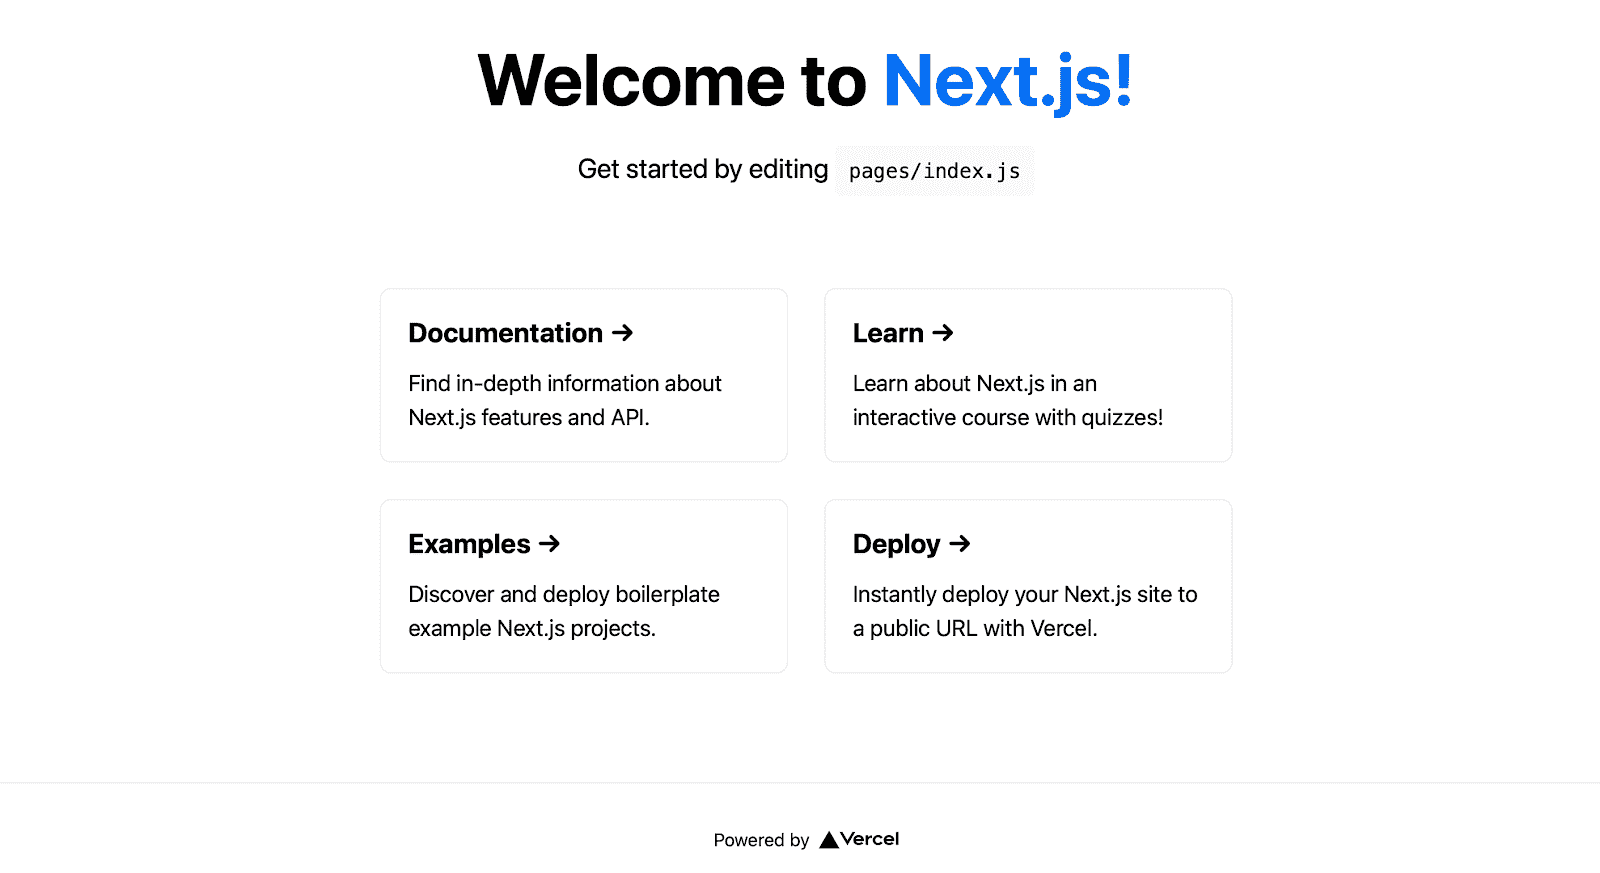 Welcome to Next.js!
Get started by editing pages/index.js
Documentation →
Find in-depth information about
Next.js features and API.
Learn →
Learn about Next.js in an
interactive course with quizzes!
Examples →
Discover and deploy boilerplate
example Next.js projects.
Deploy →
Instantly deploy your Next.js site to
a public URL with Vercel.
Powered by Vercel